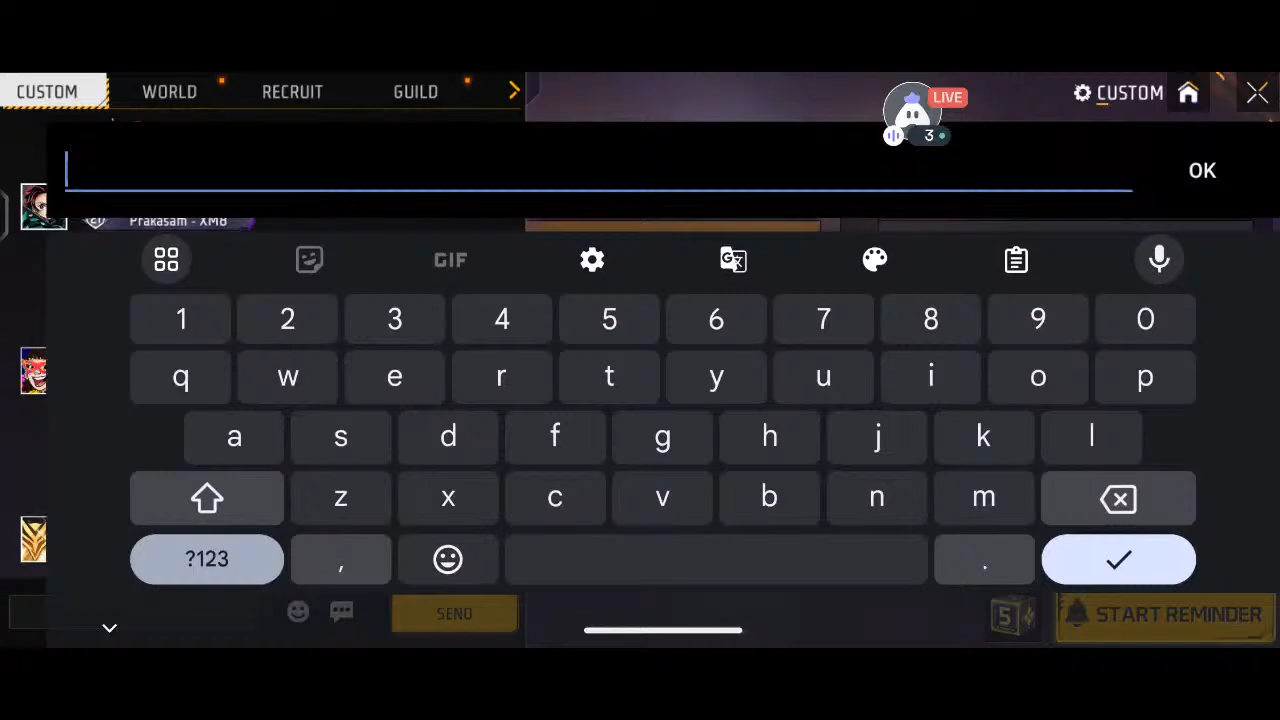 CUSTOM WORLD RECRUIT GUILD LIVE CUSTOM
3
OK
Prakasam - XM8
GIF
1 2 3 4 5 6 7 8 9 0
q w e r t y u i o p
a s d f g h j k l
z x c v b n m
?123 , .
SEND 5 START REMINDER